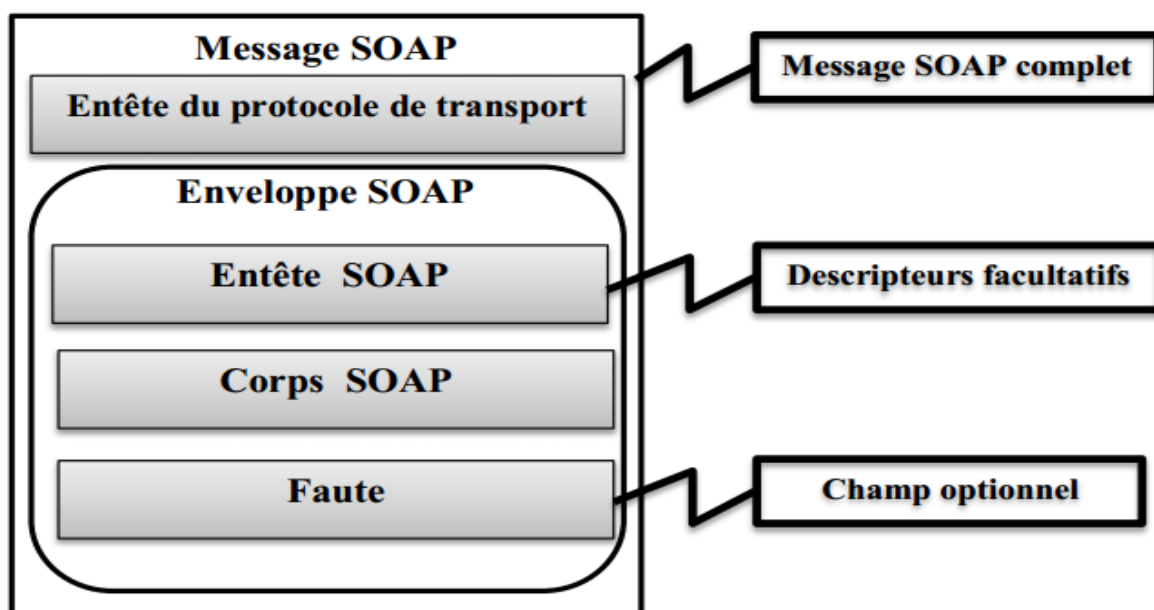 Message SOAP
Message SOAP complet
Entête du protocole de transport
Enveloppe SOAP
Entête SOAP
Descripteurs facultatifs
Corps SOAP
Faute
Champ optionnel